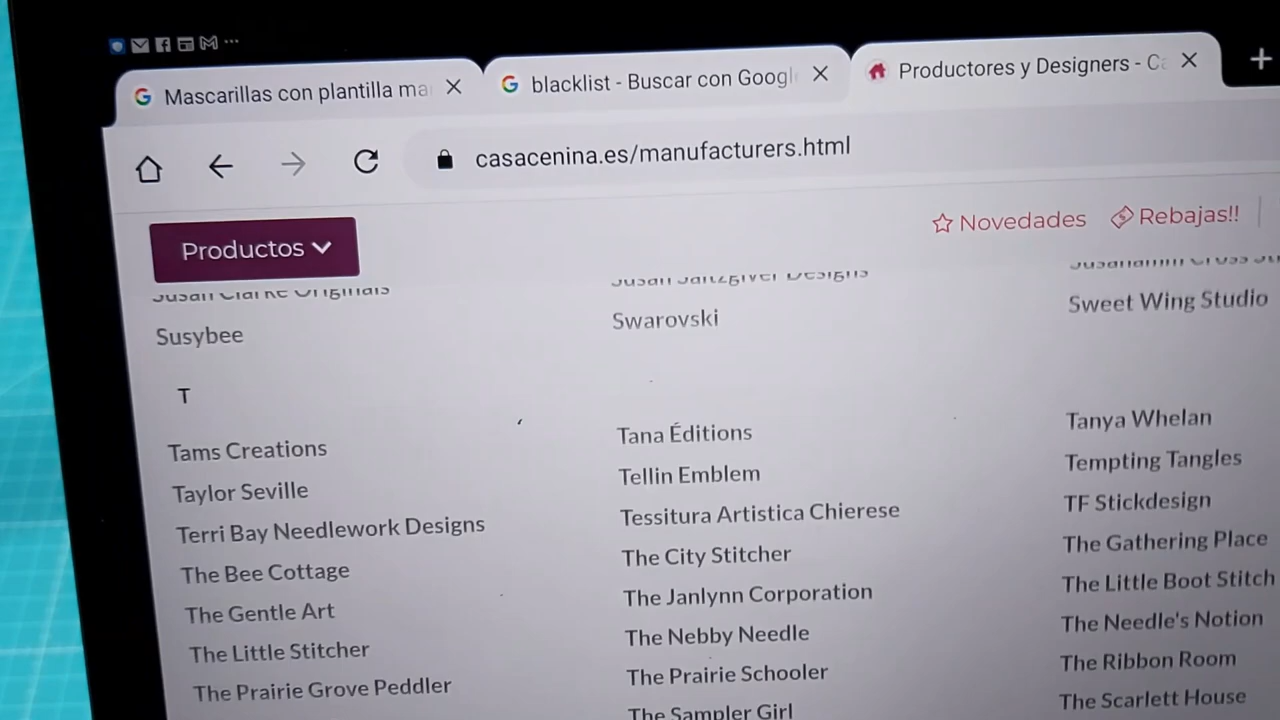 Mascarillas con plantilla ma
blacklist - Buscar con Googl
Productores y Designers - C
casacenina.es/manufacturers.html
Productos
Novedades
Rebajas!!
Susan Clarke Originals
Susybee
Swarovski
Sweet Wing Studio
T
Tams Creations
Tana Éditions
Tanya Whelan
Taylor Seville
Tellin Emblem
Tempting Tangles
Terri Bay Needlework Designs
Tessitura Artistica Chierese
TF Stickdesign
The Bee Cottage
The City Stitcher
The Gathering Place
The Gentle Art
The Janlynn Corporation
The Little Boot Stitch
The Little Stitcher
The Nebby Needle
The Needle's Notion
The Prairie Grove Peddler
The Prairie Schooler
The Ribbon Room
The Sampler Girl
The Scarlett House